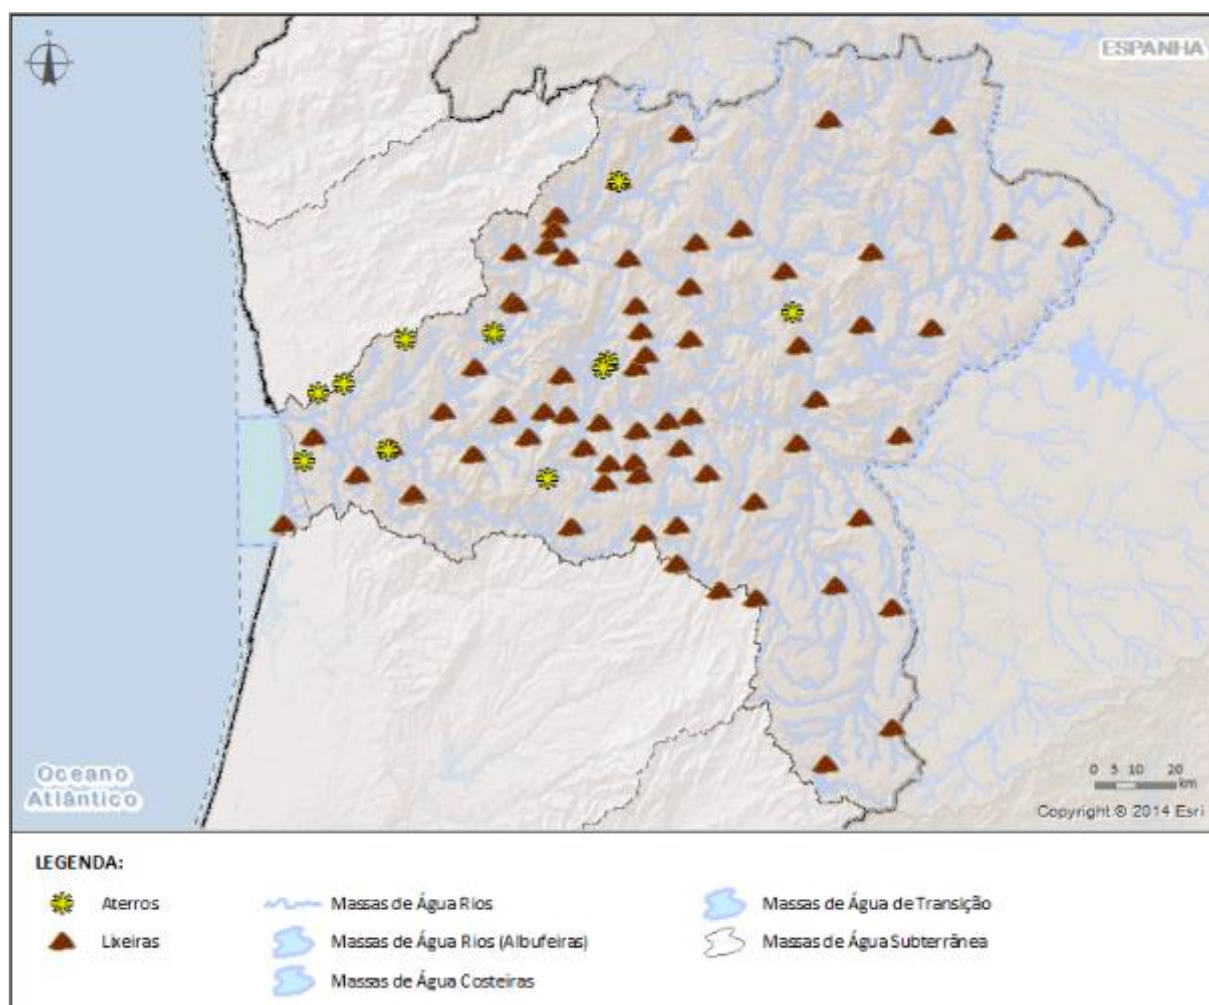 N
ESPANHA
Oceano
Atlântico
0 5 10 20
km
Copyright © 2014 Esri
LEGENDA:
Aterros
Lixeiras
Massas de Água Rios
Massas de Água Rios (Albufeiras)
Massas de Água Costeiras
Massas de Água de Transição
Massas de Água Subterrânea